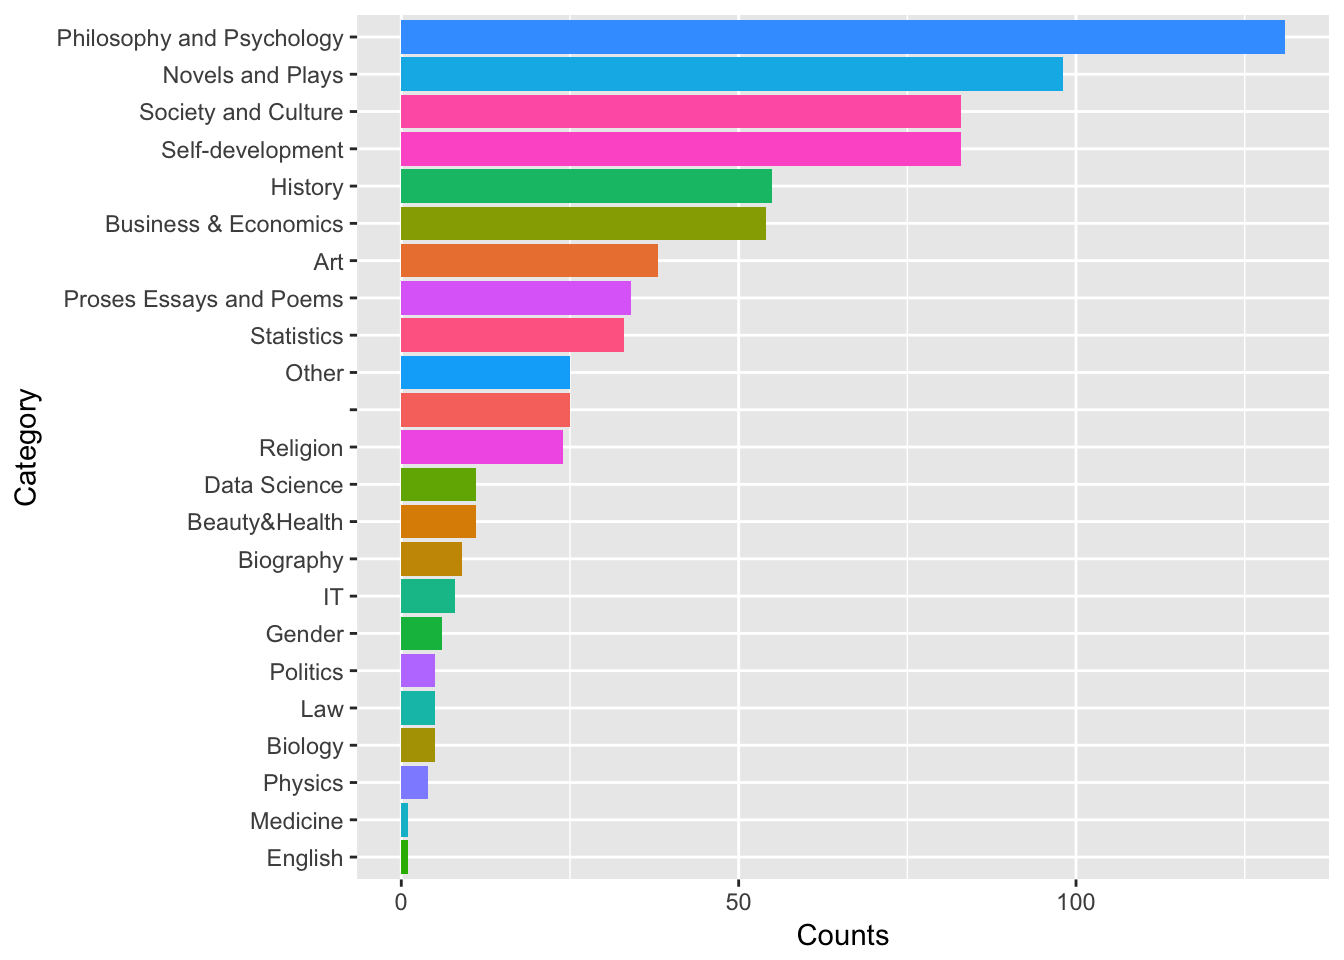 Philosophy and Psychology
Novels and Plays
Society and Culture
Self-development
History
Business & Economics
Art
Proses Essays and Poems
Statistics
Other
Religion
Data Science
Beauty&Health
Biography
IT
Gender
Politics
Law
Biology
Physics
Medicine
English
Category
0 50 100
Counts